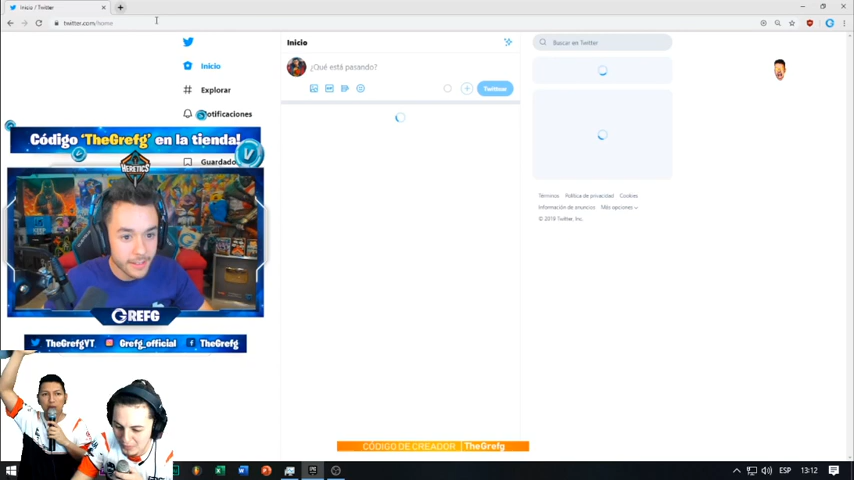 Inicio / Twitter
twitter.com/home
Inicio
¿Qué está pasando?
Twittear
Inicio
Explorar
Notificaciones
Guardado
Buscar en Twitter
Términos Política de privacidad Cookies
Información de anuncios Más opciones
© 2019 Twitter, Inc.
Código 'TheGrefg' en la tienda!
HERETICS
GREFG
TheGrefgYT Grefg_official TheGrefg
CÓDIGO DE CREADOR | TheGrefg
ESP 13:12